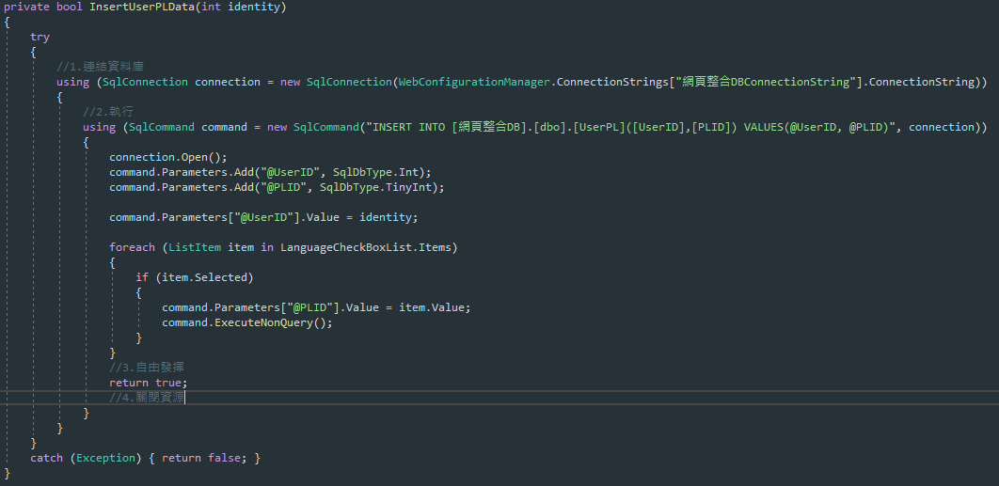 private bool InsertUserPLData(int identity)
{
try
{
//1.連結資料庫
using (SqlConnection connection = new SqlConnection(WebConfigurationManager.ConnectionStrings["網頁整合DBConnectionString"].ConnectionString))
{
//2.執行
using (SqlCommand command = new SqlCommand("INSERT INTO [網頁整合DB].[dbo].[UserPL]([UserID],[PLID]) VALUES(@UserID, @PLID)", connection))
{
connection.Open();
command.Parameters.Add("@UserID", SqlDbType.Int);
command.Parameters.Add("@PLID", SqlDbType.TinyInt);
command.Parameters["@UserID"].Value = identity;
foreach (ListItem item in LanguageCheckBoxList.Items)
{
if (item.Selected)
{
command.Parameters["@PLID"].Value = item.Value;
command.ExecuteNonQuery();
}
}
//3.自由發揮
return true;
//4.關閉資源
}
}
}
catch (Exception) { return false; }
}